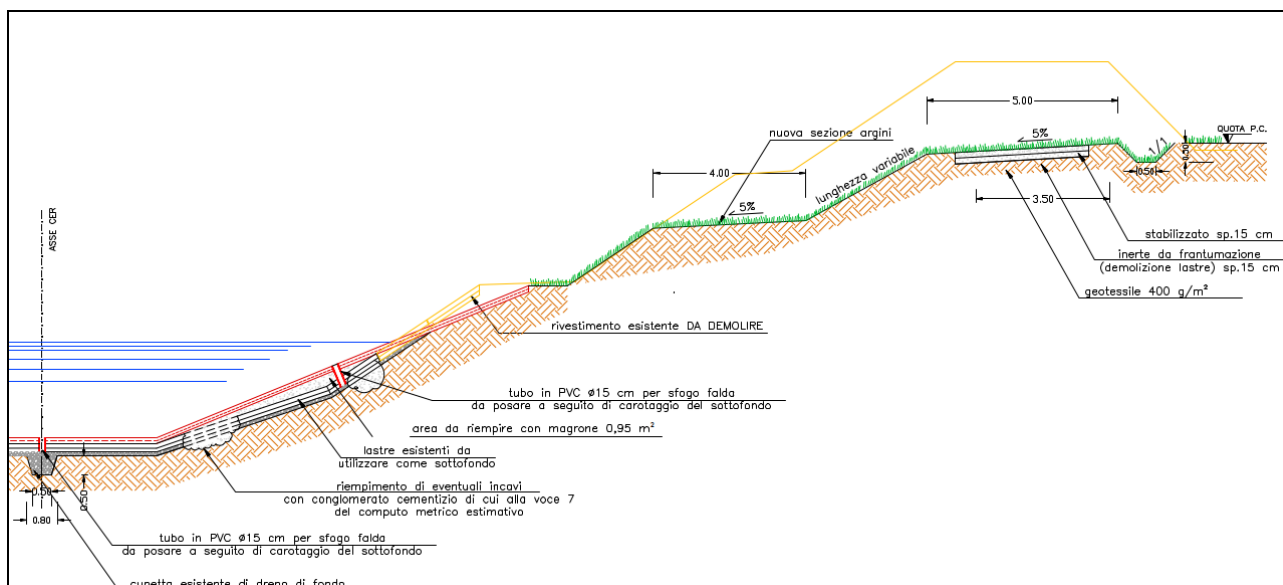 5.00
nuova sezione argini
5%
QUOTA P.C.
1/1
0.50
0.50
4.00
lunghezza variabile
5%
3.50
ASSE CER
stabilizzato sp.15 cm
inerte da frantumazione
(demolizione lastre) sp.15 cm
geotessile 400 g/m²
rivestimento esistente DA DEMOLIRE
tubo in PVC ø15 cm per sfogo falda
da posare a seguito di carotaggio del sottofondo
area da riempire con magrone 0,95 m²
lastre esistenti da
utilizzare come sottofondo
riempimento di eventuali incavi
con conglomerato cementizio di cui alla voce 7
del computo metrico estimativo
0.50
0.50
0.80
tubo in PVC ø15 cm per sfogo falda
da posare a seguito di carotaggio del sottofondo
cunetta esistente di dreno di fondo